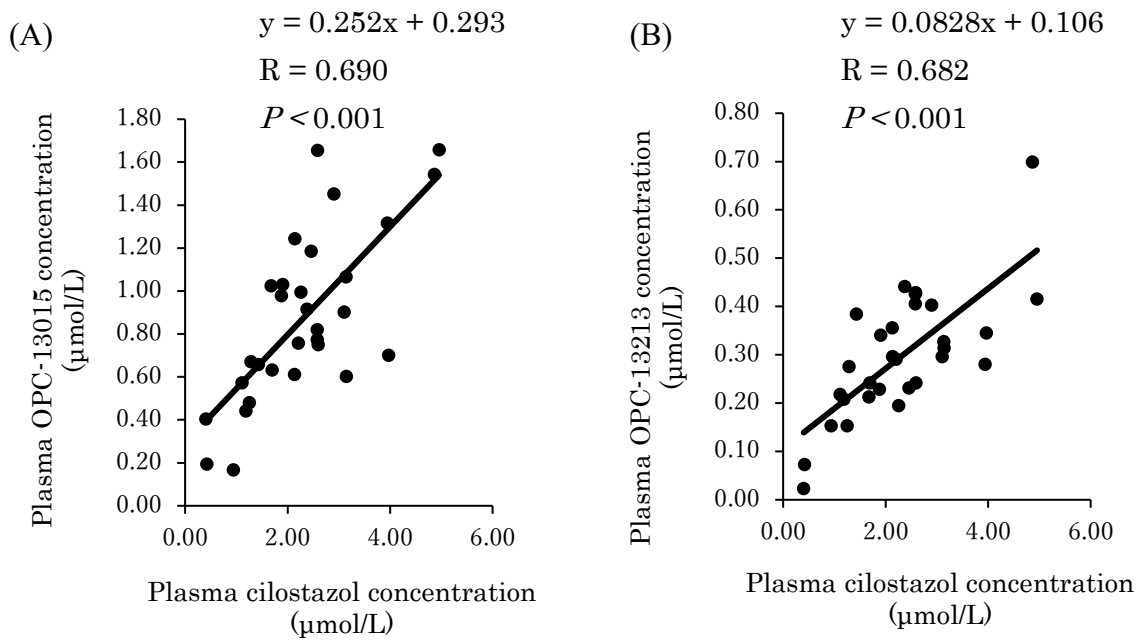 (A)
y = 0.252x + 0.293
R = 0.690
P < 0.001
Plasma OPC-13015 concentration
(µmol/L)
1.80
1.60
1.40
1.20
1.00
0.80
0.60
0.40
0.20
0.00
0.00 2.00 4.00 6.00
Plasma cilostazol concentration
(µmol/L)
(B)
y = 0.0828x + 0.106
R = 0.682
P < 0.001
Plasma OPC-13213 concentration
(µmol/L)
0.80
0.70
0.60
0.50
0.40
0.30
0.20
0.10
0.00
0.00 2.00 4.00 6.00
Plasma cilostazol concentration
(µmol/L)